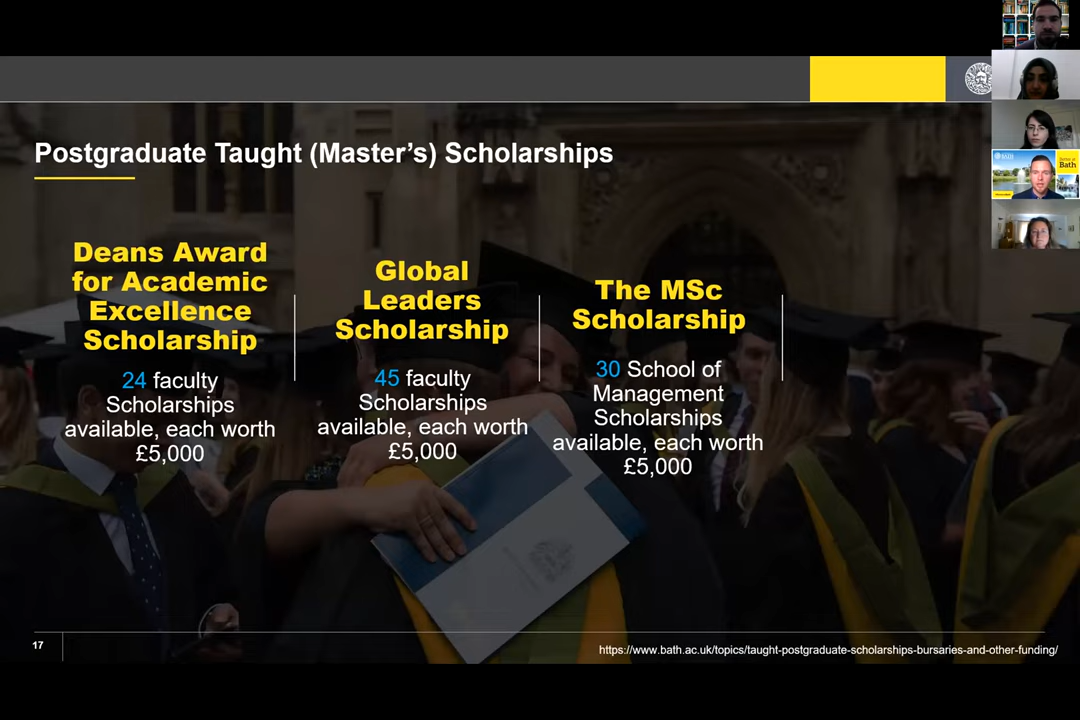 Postgraduate Taught (Master’s) Scholarships
Deans Award
for Academic
Excellence
Scholarship
24 faculty
Scholarships
available, each worth
£5,000
Global
Leaders
Scholarship
45 faculty
Scholarships
available, each worth
£5,000
The MSc
Scholarship
30 School of
Management
Scholarships
available, each worth
£5,000
17
https://www.bath.ac.uk/topics/taught-postgraduate-scholarships-bursaries-and-other-funding/
BATH
Bath